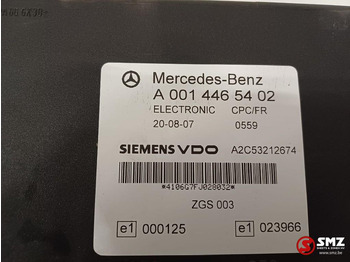 Mercedes-Benz
A 001 446 54 02
ELECTRONIC CPC/FR
20-08-07 0559
SIEMENS VDO A2C53212674
*4106G7FJ028032*
ZGS 003
e1 000125 e1 023966
SMZ